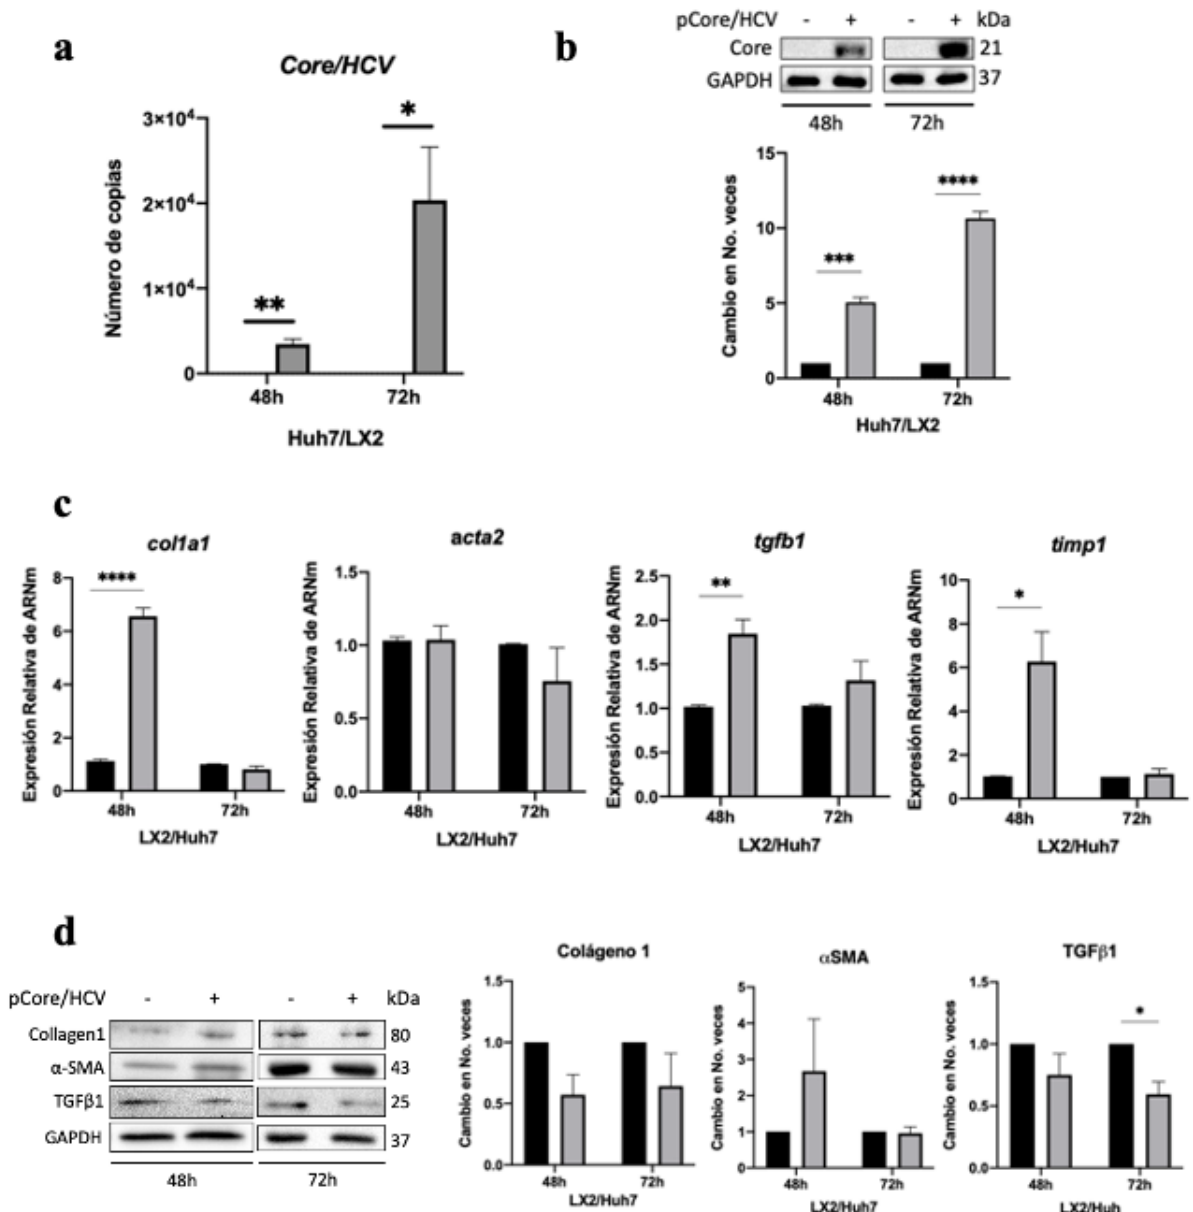 a
Core/HCV
Número de copias
3×10⁴
2×10⁴
1×10⁴
0
**
*
48h
72h
Huh7/LX2
b
pCore/HCV - + - + kDa
Core 21
GAPDH 37
48h 72h
Cambio en No. veces
15
10
5
0
***
****
48h
72h
Huh7/LX2
c
col1a1
Expresión Relativa de ARNm
8
6
4
2
0
****
48h
72h
LX2/Huh7
acta2
Expresión Relativa de ARNm
1.5
1.0
0.5
0.0
48h
72h
LX2/Huh7
tgfb1
Expresión Relativa de ARNm
2.5
2.0
1.5
1.0
0.5
0.0
**
48h
72h
LX2/Huh7
timp1
Expresión Relativa de ARNm
10
8
6
4
2
0
*
48h
72h
LX2/Huh7
d
pCore/HCV - + - + kDa
Collagen1 80
α-SMA 43
TGFβ1 25
GAPDH 37
48h 72h
Colágeno 1
Cambio en No. veces
1.5
1.0
0.5
0.0
48h
72h
LX2/Huh7
αSMA
Cambio en No. veces
5
4
3
2
1
0
48h
72h
LX2/Huh7
TGFβ1
Cambio en No. veces
1.5
1.0
0.5
0.0
*
48h
72h
LX2/Huh